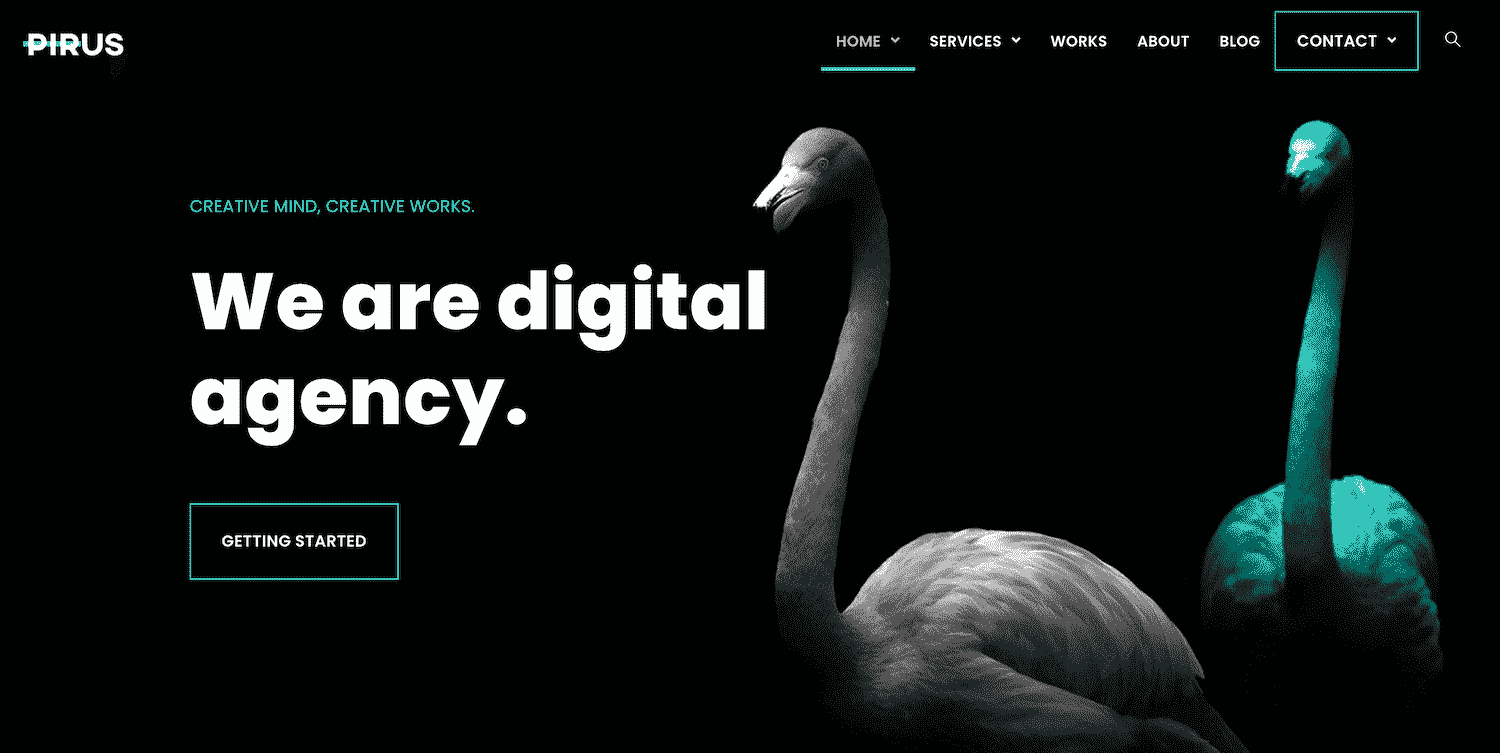 PIRUS
HOME SERVICES WORKS ABOUT BLOG CONTACT
CREATIVE MIND, CREATIVE WORKS.
We are digital
agency.
GETTING STARTED